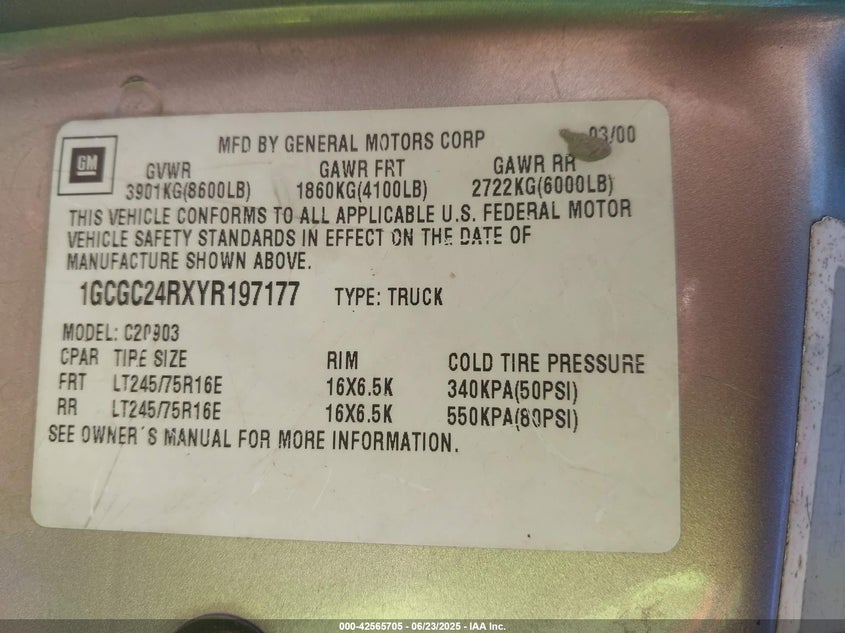 GM
MFD BY GENERAL MOTORS CORP 03/00
GVWR GAWR FRT GAWR RR
3901KG(8600LB) 1860KG(4100LB) 2722KG(6000LB)
THIS VEHICLE CONFORMS TO ALL APPLICABLE U.S. FEDERAL MOTOR
VEHICLE SAFETY STANDARDS IN EFFECT ON THE DATE OF
MANUFACTURE SHOWN ABOVE.
1GCGC24RXYR197177 TYPE: TRUCK
MODEL: C20903
CPAR TIRE SIZE RIM COLD TIRE PRESSURE
FRT LT245/75R16E 16X6.5K 340KPA(50PSI)
RR LT245/75R16E 16X6.5K 550KPA(80PSI)
SEE OWNER'S MANUAL FOR MORE INFORMATION.
000-42565705 - 06/23/2025 - IAA Inc.